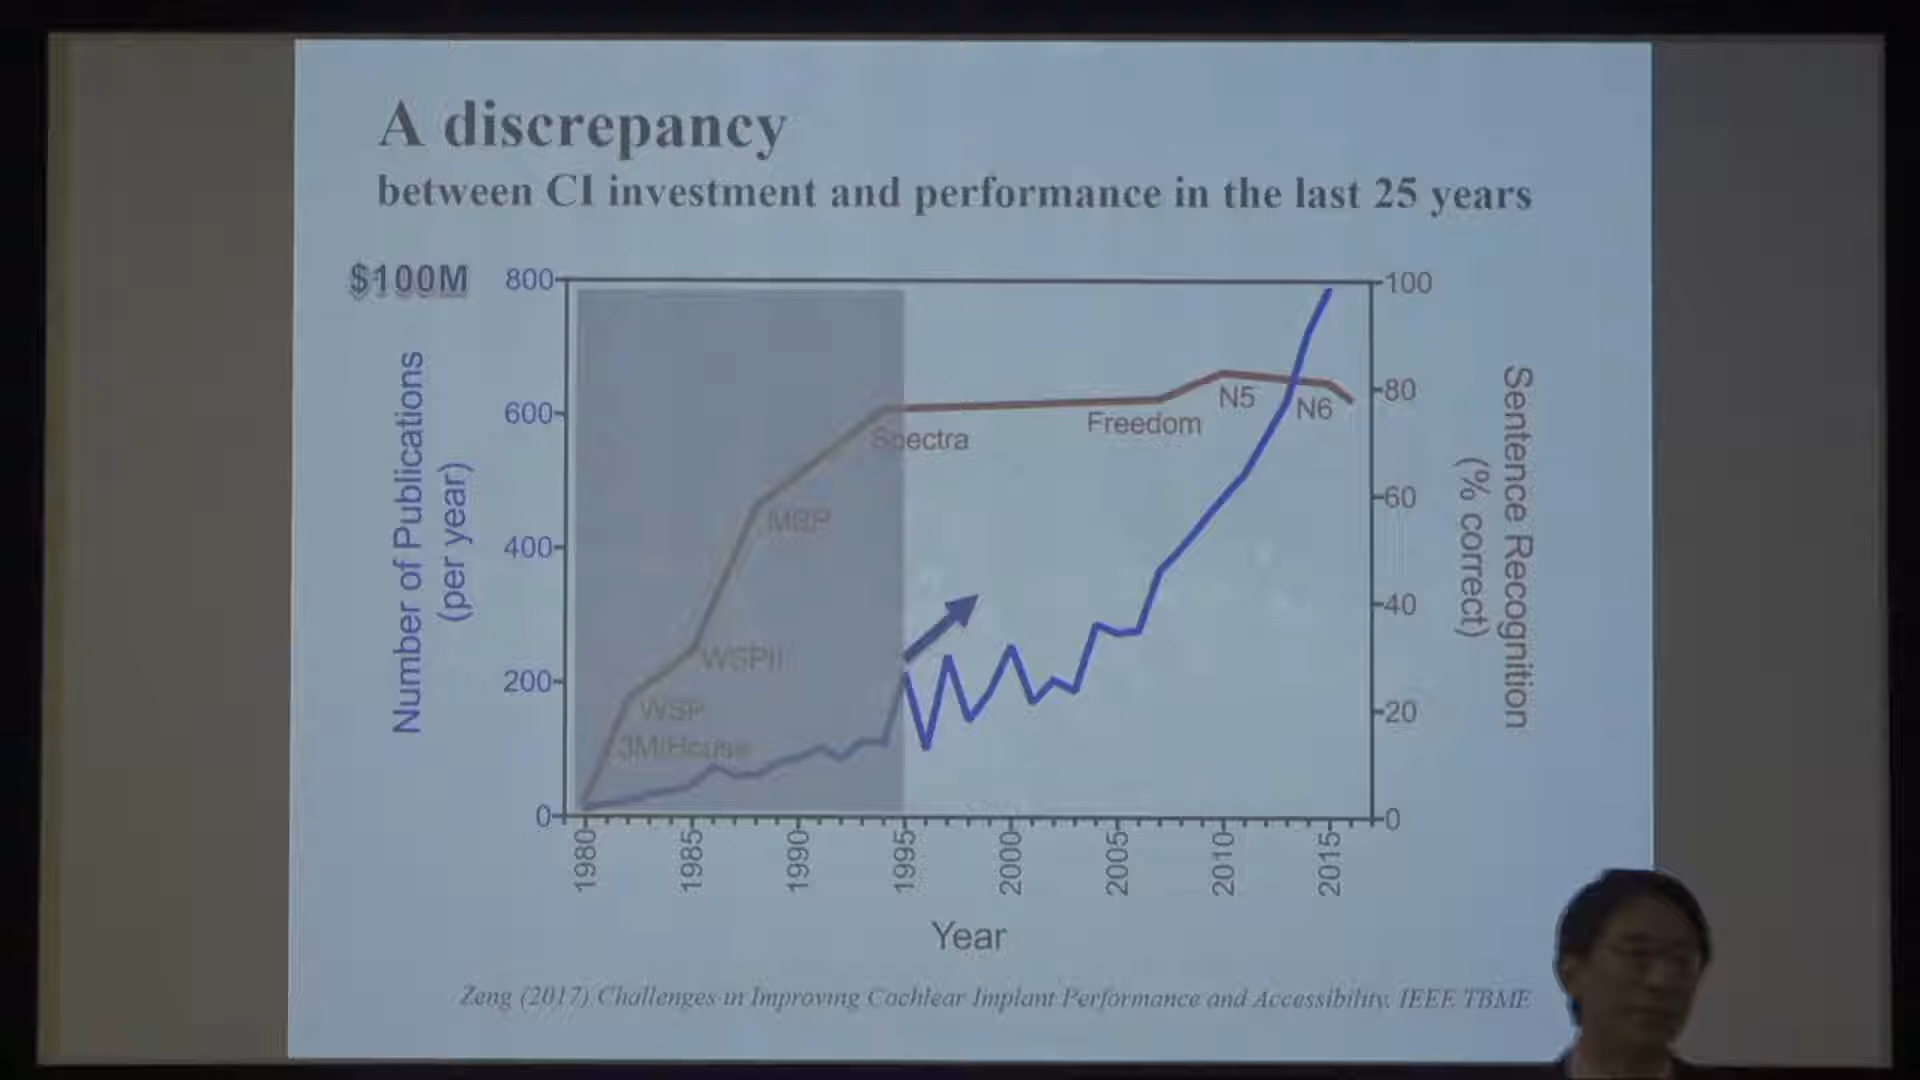 A discrepancy
between CI investment and performance in the last 25 years
$100M
800
600
400
200
0
Number of Publications
(per year)
100
80
60
40
20
0
Sentence Recognition
(% correct)
Spectra
Freedom
N5
N6
MSP
WSPII
WSP
3M/House
1980
1985
1990
1995
2000
2005
2010
2015
Year
Zeng (2017) Challenges in Improving Cochlear Implant Performance and Accessibility. IEEE TBME